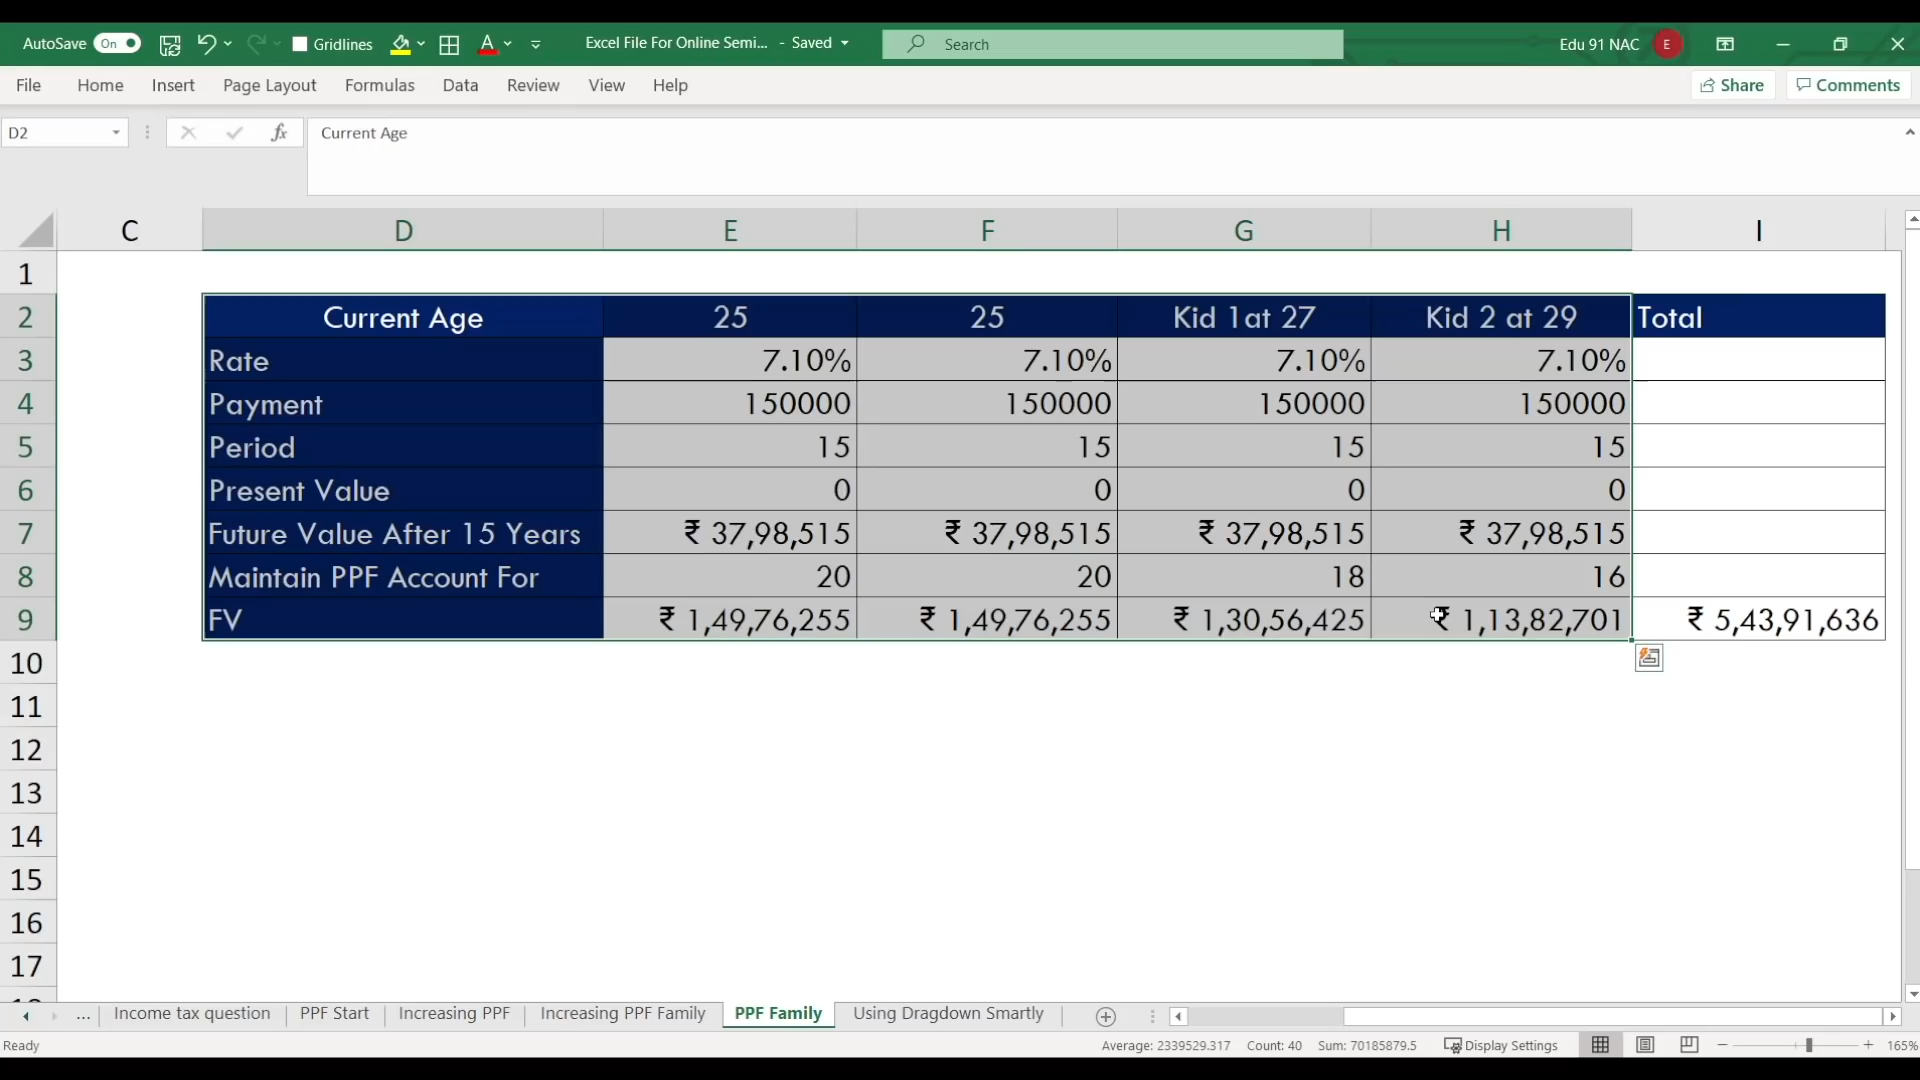 AutoSave On Gridlines A Excel File For Online Semi... - Saved Search Edu 91 NAC E
File Home Insert Page Layout Formulas Data Review View Help Share Comments
D2 fx Current Age
C D E F G H I
1
2 Current Age 25 25 Kid 1at 27 Kid 2 at 29 Total
3 Rate 7.10% 7.10% 7.10% 7.10%
4 Payment 150000 150000 150000 150000
5 Period 15 15 15 15
6 Present Value 0 0 0 0
7 Future Value After 15 Years ₹ 37,98,515 ₹ 37,98,515 ₹ 37,98,515 ₹ 37,98,515
8 Maintain PPF Account For 20 20 18 16
9 FV ₹ 1,49,76,255 ₹ 1,49,76,255 ₹ 1,30,56,425 ₹ 1,13,82,701 ₹ 5,43,91,636
10
11
12
13
14
15
16
17
... Income tax question PPF Start Increasing PPF Increasing PPF Family PPF Family Using Dragdown Smartly
Ready Average: 2339529.317 Count: 40 Sum: 70185879.5 Display Settings 165%